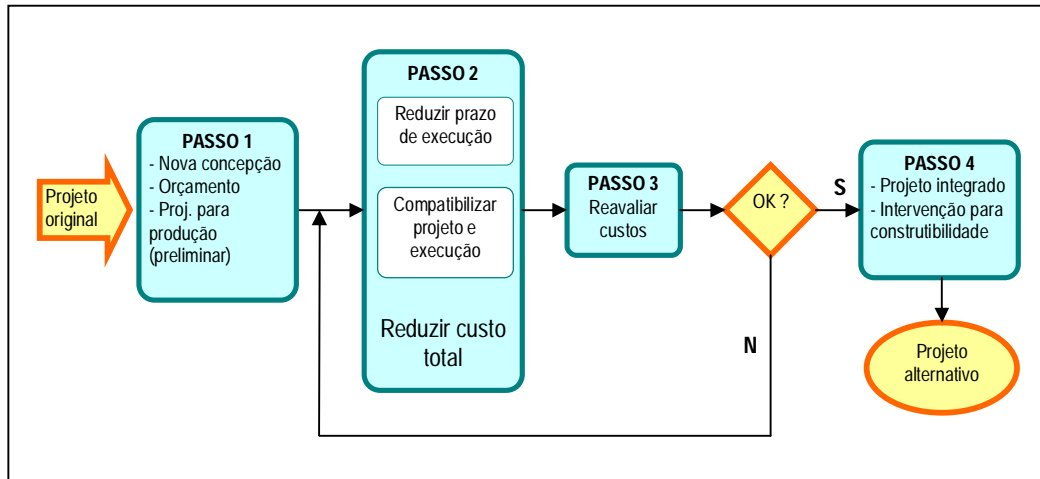 Projeto
original
PASSO 1
- Nova concepção
- Orçamento
- Proj. para
produção
(preliminar)
PASSO 2
Reduzir prazo
de execução
Compatibilizar
projeto e
execução
Reduzir custo
total
PASSO 3
Reavaliar
custos
OK ?
S
N
PASSO 4
- Projeto integrado
- Intervenção para
construtibilidade
Projeto
alternativo